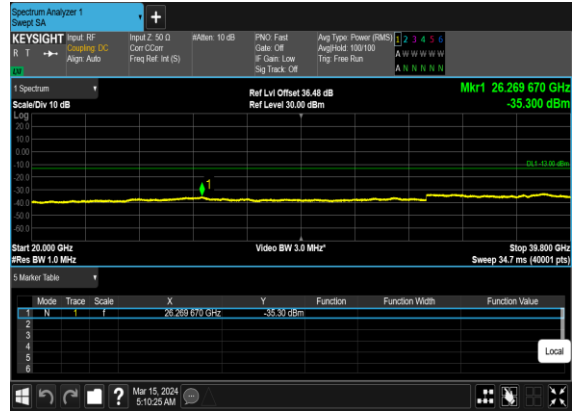 Spectrum Analyzer 1
Swept SA
+
KEYSIGHT Input: RF Input Z: 50 Ω #Atten: 10 dB PNO: Fast Avg Type: Power (RMS) 1 2 3 4 5 6
R T Coupling: DC Corr CCorr Gate: Off Avg|Hold: 100/100 A W W W W W
Align: Auto Freq Ref: Int (S) IF Gain: Low Trig: Free Run
Sig Track: Off A N N N N N
1 Spectrum Ref Lvl Offset 36.48 dB Mkr1 26.269 670 GHz
Scale/Div 10 dB Ref Level 30.00 dBm -35.300 dBm
Log
20.0
10.0
0.00
-10.0
DL1 -13.00 dBm
-20.0
1
-30.0
-40.0
-50.0
-60.0
Start 20.000 GHz Video BW 3.0 MHz* Stop 39.800 GHz
#Res BW 1.0 MHz Sweep 34.7 ms (40001 pts)
5 Marker Table
Mode Trace Scale X Y Function Function Width Function Value
1 N 1 f 26.269 670 GHz -35.30 dBm
2
3
4
5
6
Local
? Mar 15, 2024
5:10:25 AM